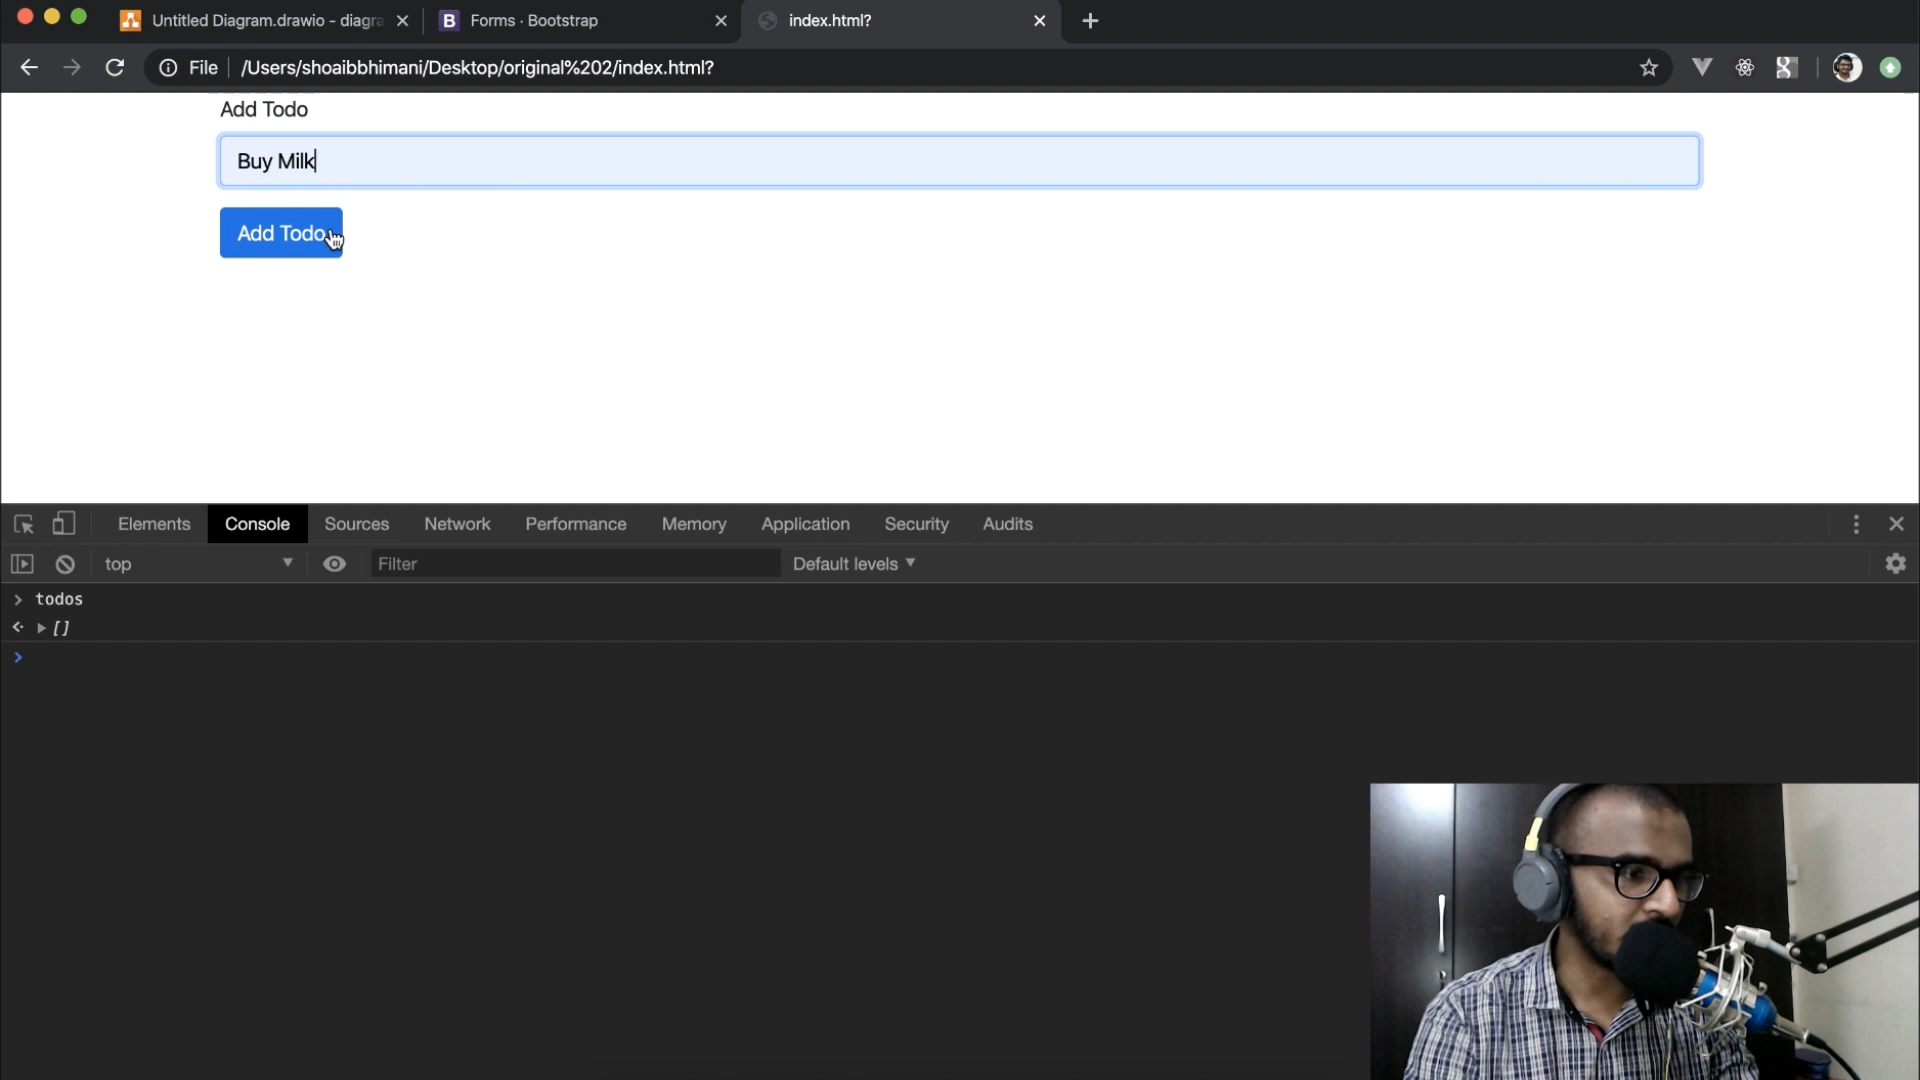 Untitled Diagram.drawio - diagra
B Forms · Bootstrap
index.html?
File /Users/shoaibbhimani/Desktop/original%202/index.html?
Add Todo
Buy Milk
Add Todo
Elements Console Sources Network Performance Memory Application Security Audits
top Filter Default levels
todos
[]